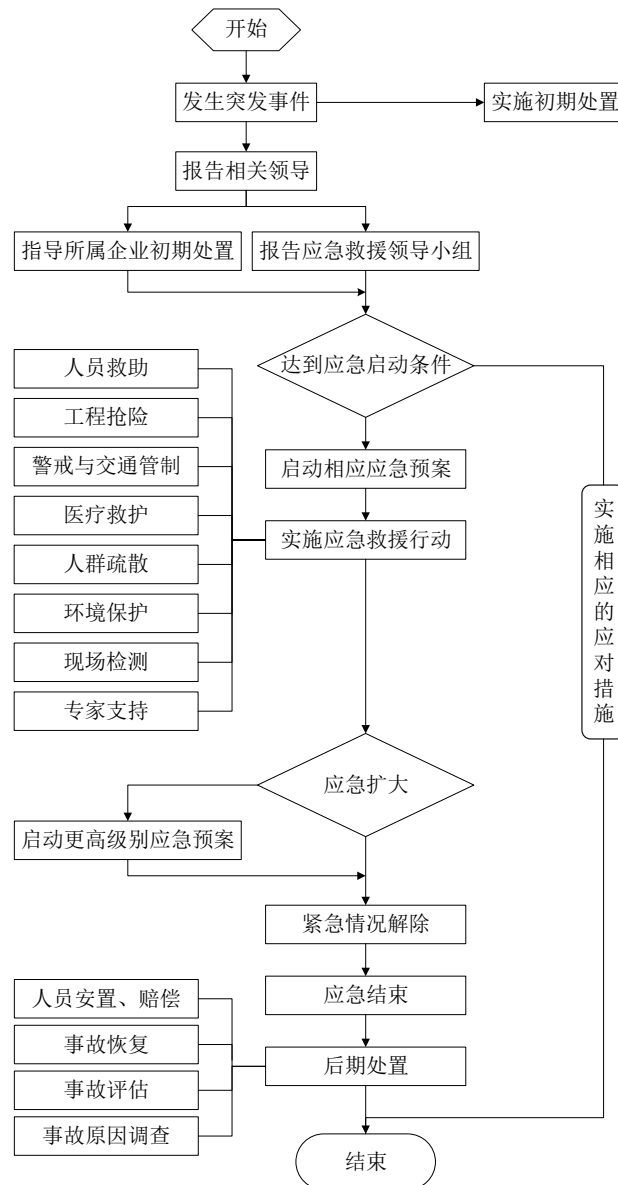 开始
发生突发事件
实施初期处置
报告相关领导
指导所属企业初期处置
报告应急救援领导小组
达到应急启动条件
人员救助
工程抢险
警戒与交通管制
医疗救护
人群疏散
环境保护
现场检测
专家支持
启动相应应急预案
实施应急救援行动
实施相应的应对措施
应急扩大
启动更高级别应急预案
紧急情况解除
应急结束
人员安置、赔偿
事故恢复
事故评估
事故原因调查
后期处置
结束